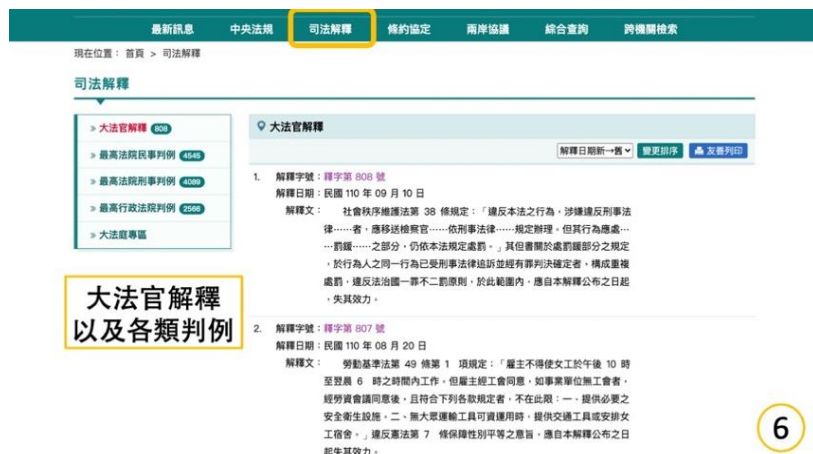 最新訊息 中央法規 司法解釋 條約協定 兩岸協議 綜合查詢 跨機關檢索
現在位置： 首頁 > 司法解釋
司法解釋
» 大法官解釋 808
» 最高法院民事判例 4545
» 最高法院刑事判例 4089
» 最高行政法院判例 2566
» 大法庭專區
大法官解釋
以及各類判例
大法官解釋
解釋日期新→舊 變更排序 友善列印
1. 解釋字號：釋字第 808 號
解釋日期：民國 110 年 09 月 10 日
解釋文： 社會秩序維護法第 38 條規定：「違反本法之行為，涉嫌違反刑事法
律……者，應移送檢察官……依刑事法律……規定辦理。但其行為應處…
…罰鍰……之部分，仍依本法規定處罰。」其但書關於處罰鍰部分之規定
，於行為人之同一行為已受刑事法律追訴並經有罪判決確定者，構成重複
處罰，違反法治國一罪不二罰原則，於此範圍內，應自本解釋公布之日起
，失其效力。
2. 解釋字號：釋字第 807 號
解釋日期：民國 110 年 08 月 20 日
解釋文： 勞動基準法第 49 條第 1 項規定：「雇主不得使女工於午後 10 時
至翌晨 6 時之時間內工作。但雇主經工會同意，如事業單位無工會者，
經勞資會議同意後，且符合下列各款規定者，不在此限：一、提供必要之
安全衛生設施。二、無大眾運輸工具可資運用時，提供交通工具或安排女
工宿舍。」違反憲法第 7 條保障性別平等之意旨，應自本解釋公布之日
起失其效力。
6